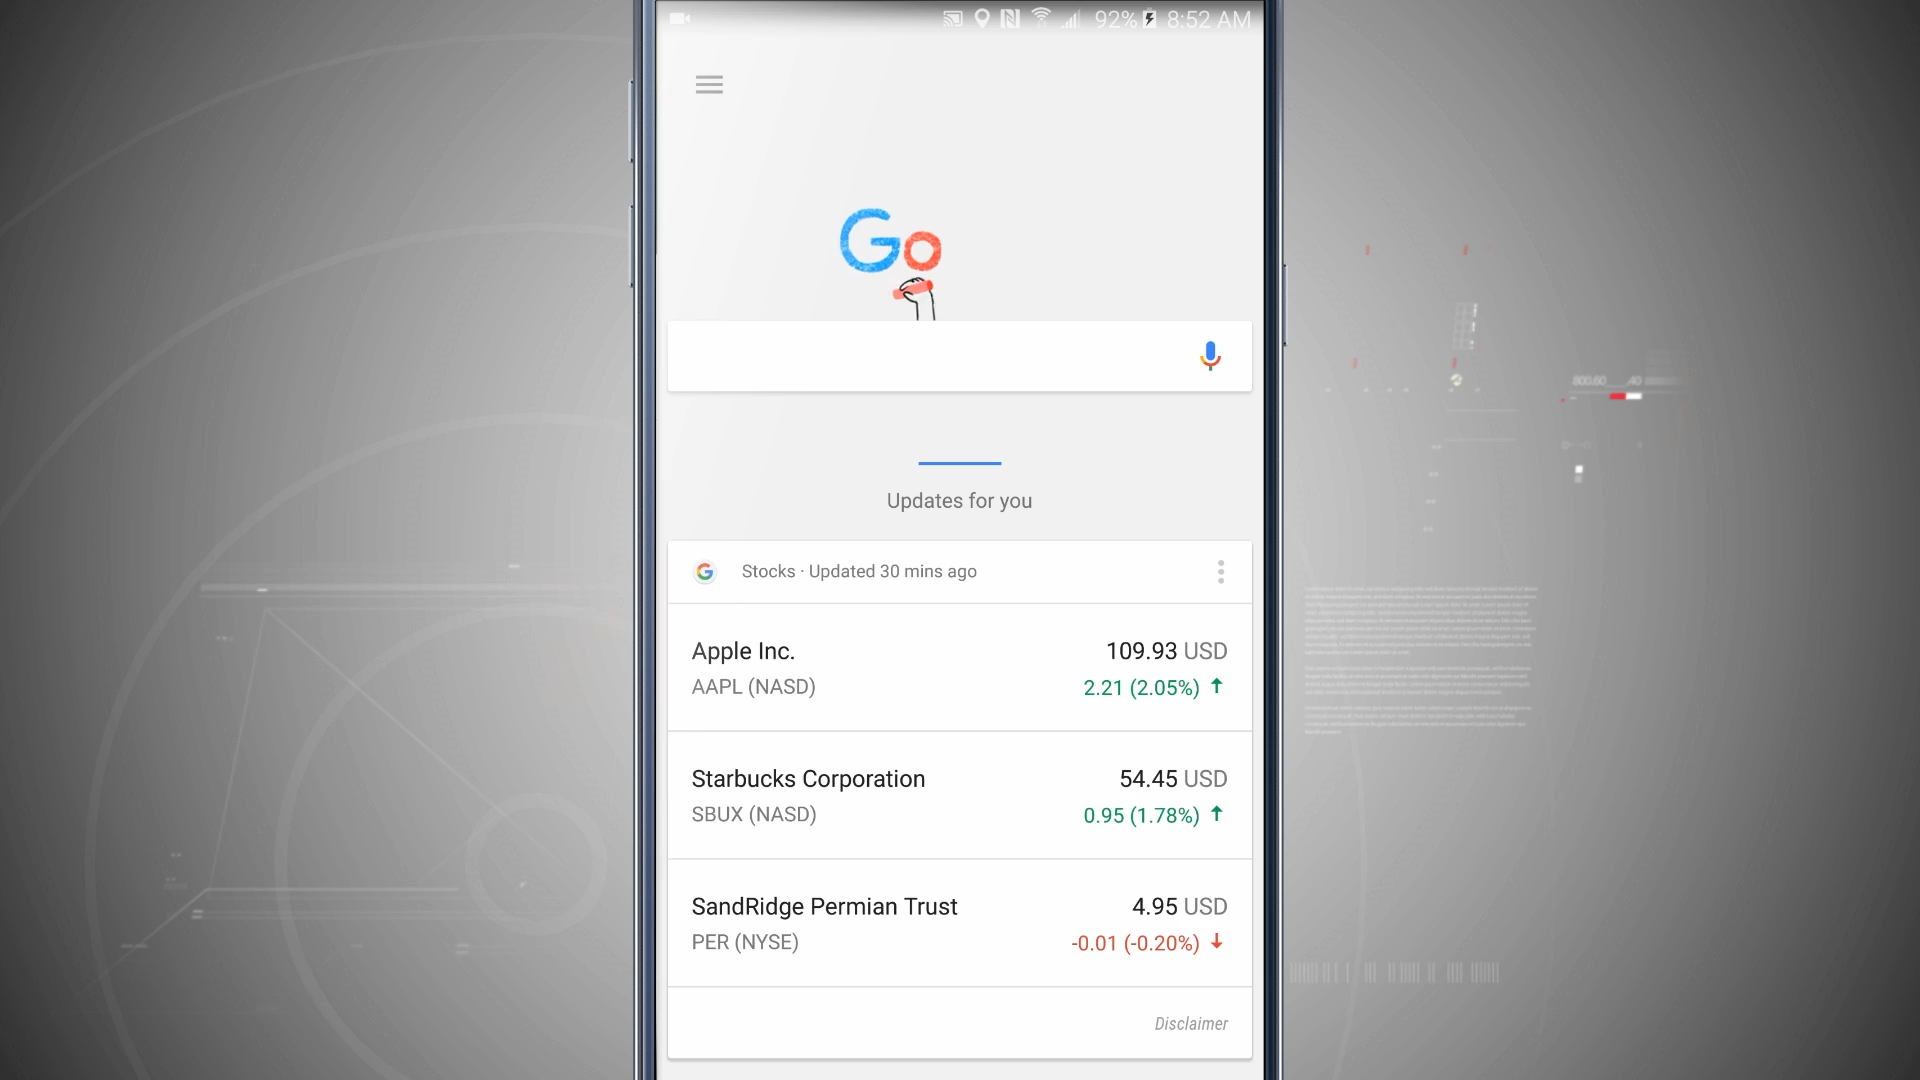 92% 8:52 AM
Go
Updates for you
Stocks · Updated 30 mins ago
Apple Inc. 109.93 USD
AAPL (NASD) 2.21 (2.05%)
Starbucks Corporation 54.45 USD
SBUX (NASD) 0.95 (1.78%)
SandRidge Permian Trust 4.95 USD
PER (NYSE) -0.01 (-0.20%)
Disclaimer